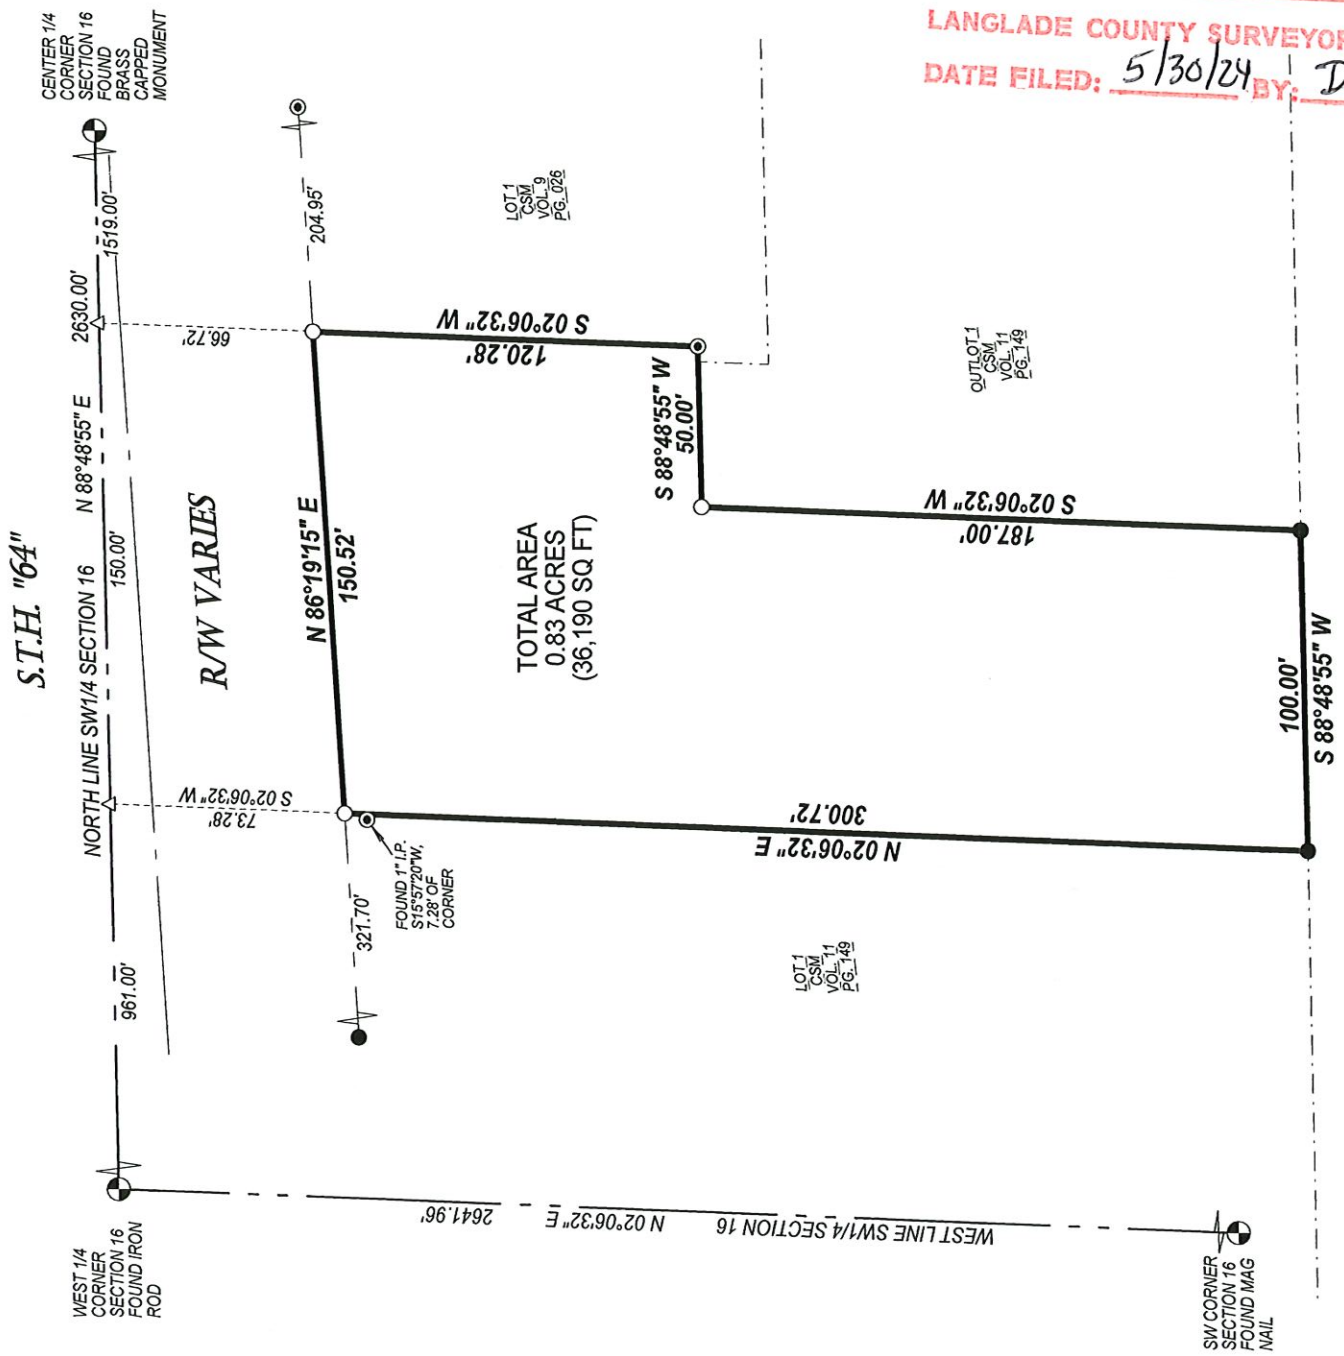 LANGLADE COUNTY SURVEYOR
DATE FILED: 5/30/24 BY: D
S.T.H. "64"
CENTER 1/4
CORNER
SECTION 16
FOUND
BRASS
CAPPED
MONUMENT
NORTH LINE SW1/4 SECTION 16
N 88°48'55" E
2630.00'
961.00'
150.00'
1519.00'
R/W VARIES
S 02°06'32" W
73.28'
66.72'
204.95'
N 86°19'15" E
150.52'
321.70'
FOUND 1" I.P.
S15°57'20"W,
7.28' OF
CORNER
LOT 1
CSM
VOL. 9
PG. 026
S 02°06'32" W
120.28'
S 88°48'55" W
50.00'
TOTAL AREA
0.83 ACRES
(36,190 SQ FT)
OUTLOT 1
CSM
VOL. 11
PG. 149
S 02°06'32" W
187.00'
300.72'
N 02°06'32" E
LOT 1
CSM
VOL. 11
PG. 149
100.00'
S 88°48'55" W
WEST 1/4
CORNER
SECTION 16
FOUND IRON
ROD
WEST LINE SW1/4 SECTION 16
N 02°06'32" E
2641.96'
SW CORNER
SECTION 16
FOUND MAG
NAIL